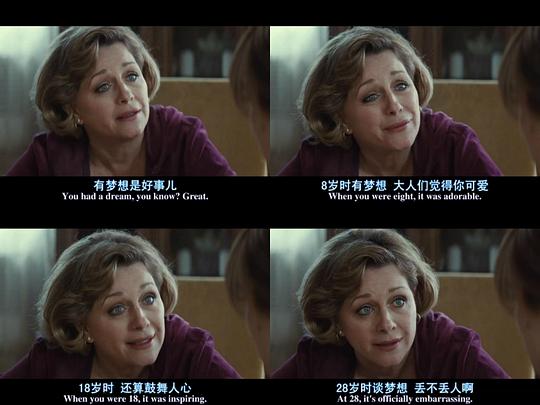 有梦想是好事儿
You had a dream, you know? Great.
8岁时有梦想 大人们觉得你可爱
When you were eight, it was adorable.
18岁时 还算鼓舞人心
When you were 18, it was inspiring.
28岁时谈梦想 丢不丢人啊
At 28, it's officially embarrassing.